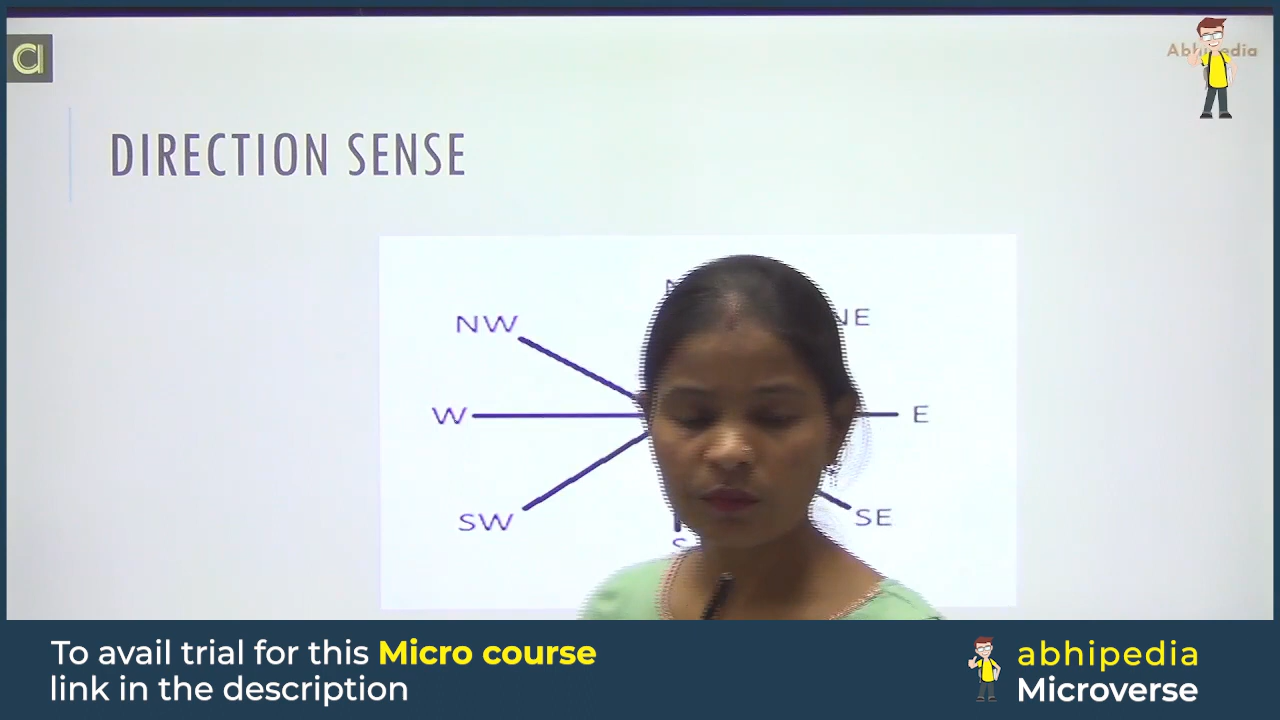 a
Abhipedia
DIRECTION SENSE
N
NW
NE
W
E
SW
SE
S
To avail trial for this Micro course
link in the description
abhipedia
Microverse